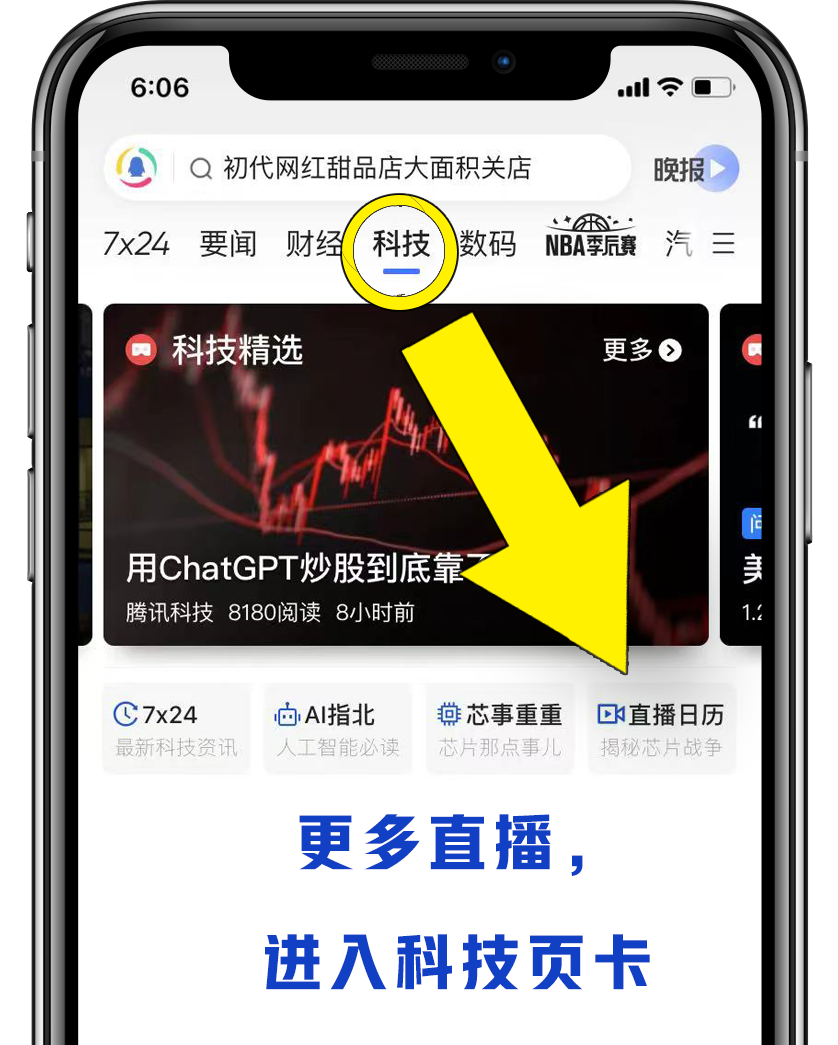 6:06
初代网红甜品店大面积关店
晚报
7x24 要闻 财经 科技 数码 NBA季后赛 汽
科技精选 更多
用ChatGPT炒股到底靠
腾讯科技 8180阅读 8小时前
问
美
1.2
7x24 AI指北 芯事重重 直播日历
最新科技资讯 人工智能必读 芯片那点事儿 揭秘芯片战争
更多直播，
进入科技页卡